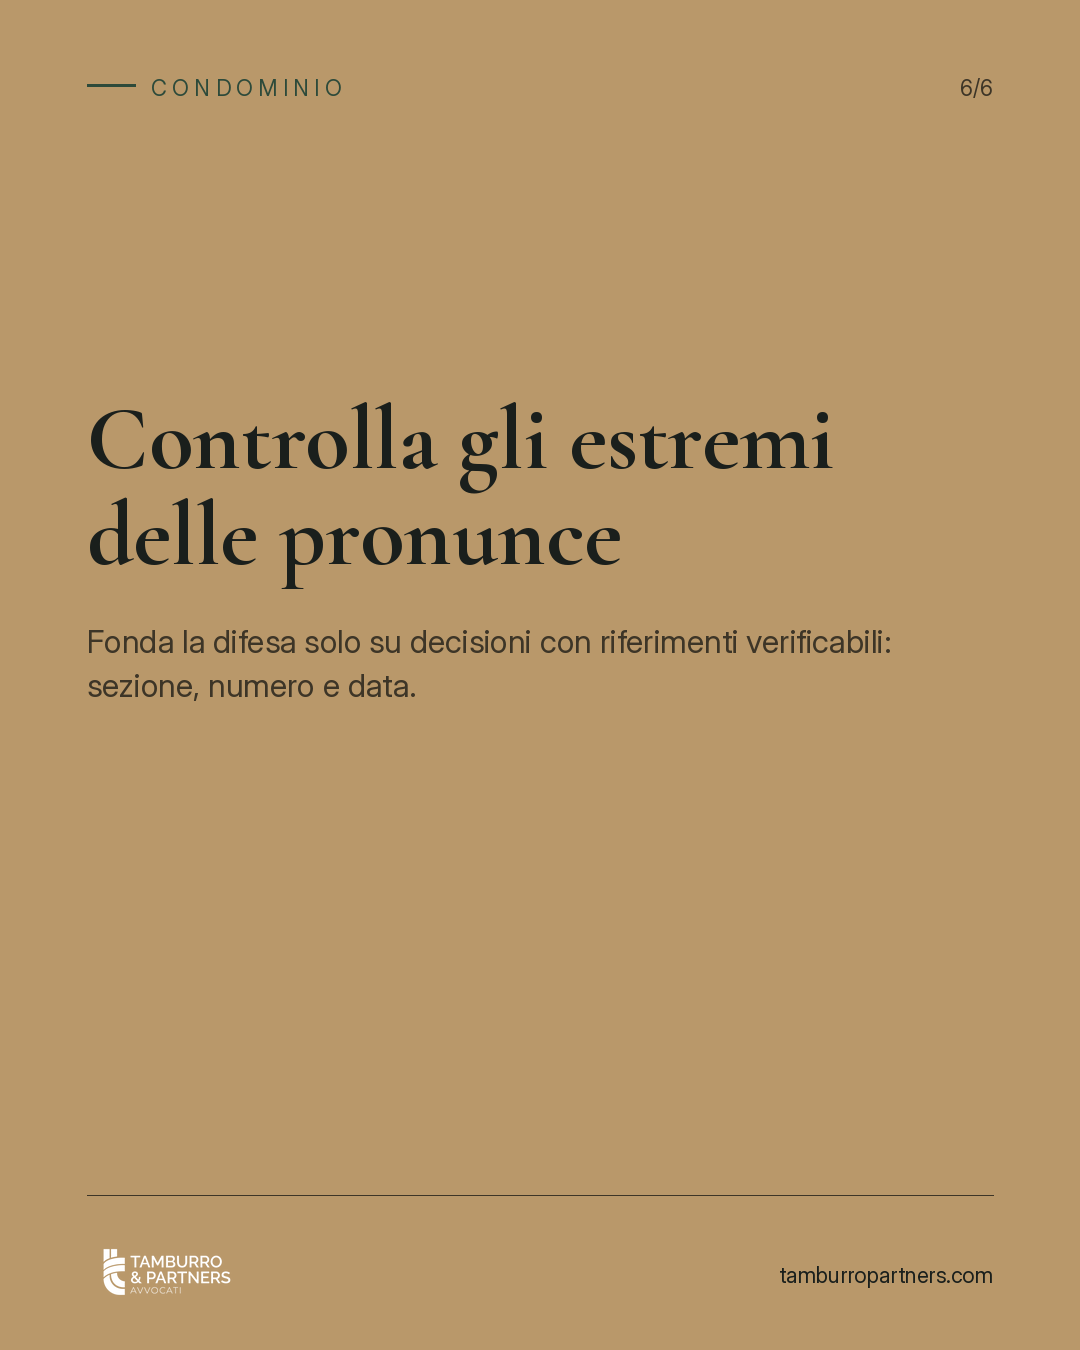 CONDOMINIO
6/6
Controlla gli estremi
delle pronunce
Fonda la difesa solo su decisioni con riferimenti verificabili:
sezione, numero e data.
TAMBURRO
& PARTNERS
AVVOCATI
tamburropartners.com